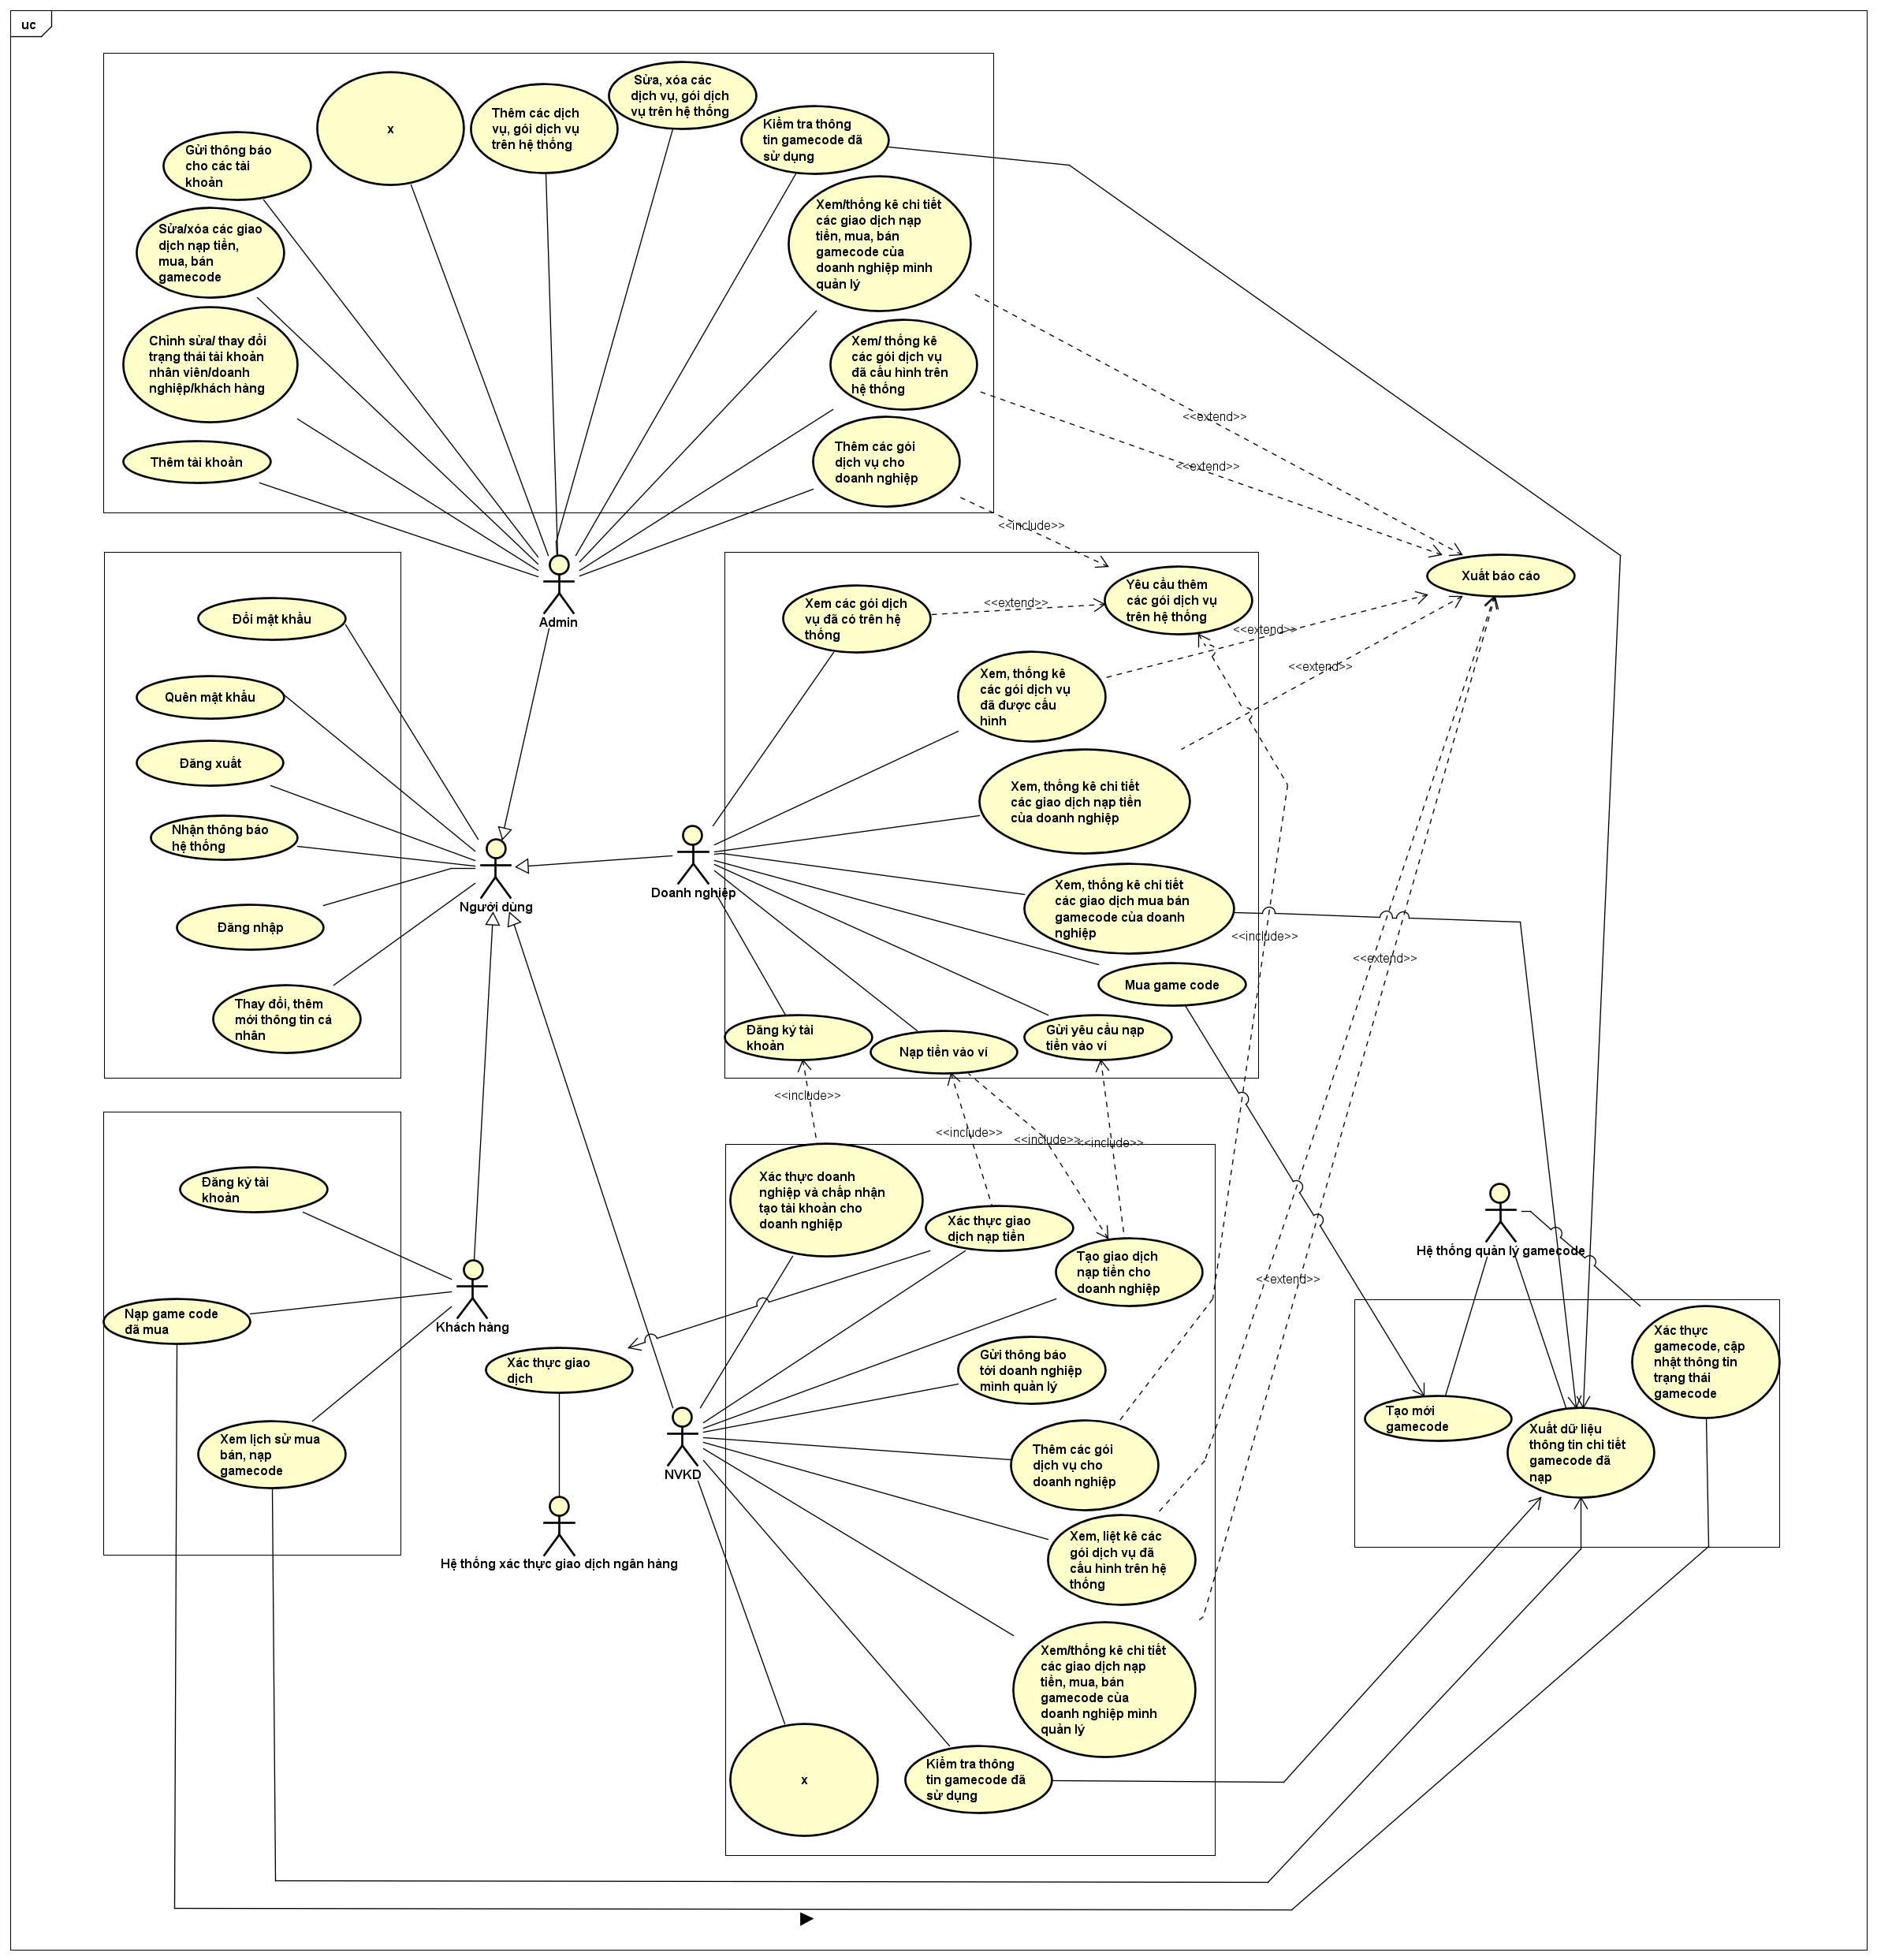 uc
Sửa, xóa các
dịch vụ, gói dịch
vụ trên hệ thống
x
Thêm các dịch
vụ, gói dịch vụ
trên hệ thống
Kiểm tra thông
tin gamecode đã
sử dụng
Gửi thông báo
cho các tài
khoản
Xem/thống kê chi tiết
các giao dịch nạp
tiền, mua, bán
gamecode của
doanh nghiệp mình
quản lý
Sửa/xóa các giao
dịch nạp tiền,
mua, bán
gamecode
Chỉnh sửa/ thay đổi
trạng thái tài khoản
nhân viên/doanh
nghiệp/khách hàng
Xem/ thống kê
các gói dịch vụ
đã cấu hình trên
hệ thống
<<extend>>
<<extend>>
Thêm tài khoản
Thêm các gói
dịch vụ cho
doanh nghiệp
<<include>>
Admin
Xuất báo cáo
Yêu cầu thêm
các gói dịch vụ
trên hệ thống
Xem các gói dịch
vụ đã có trên hệ
thống
<<extend>>
Đổi mật khẩu
<<extend>>
<<extend>>
Xem, thống kê
các gói dịch vụ
đã được cấu
hình
Quên mật khẩu
Đăng xuất
Xem, thống kê chi tiết
các giao dịch nạp tiền
của doanh nghiệp
Nhận thông báo
hệ thống
Người dùng
Doanh nghiệp
Xem, thống kê chi tiết
các giao dịch mua bán
gamecode của doanh
nghiệp
Đăng nhập
<<include>>
<<extend>>
Mua game code
Thay đổi, thêm
mới thông tin cá
nhân
Đăng ký tài
khoản
Nạp tiền vào ví
Gửi yêu cầu nạp
tiền vào ví
<<include>>
<<include>>
<<include>>
<<include>>
Xác thực doanh
nghiệp và chấp nhận
tạo tài khoản cho
doanh nghiệp
Đăng ký tài
khoản
Xác thực giao
dịch nạp tiền
Tạo giao dịch
nạp tiền cho
doanh nghiệp
Hệ thống quản lý gamecode
<<extend>>
Nạp game code
đã mua
Khách hàng
Xác thực giao
dịch
Gửi thông báo
tới doanh nghiệp
mình quản lý
Xác thực
gamecode, cập
nhật thông tin
trạng thái
gamecode
Tạo mới
gamecode
Xuất dữ liệu
thông tin chi tiết
gamecode đã
nạp
Xem lịch sử mua
bán, nạp
gamecode
NVKD
Thêm các gói
dịch vụ cho
doanh nghiệp
Hệ thống xác thực giao dịch ngân hàng
Xem, liệt kê các
gói dịch vụ đã
cấu hình trên hệ
thống
Xem/thống kê chi tiết
các giao dịch nạp
tiền, mua, bán
gamecode của
doanh nghiệp mình
quản lý
x
Kiểm tra thông
tin gamecode đã
sử dụng